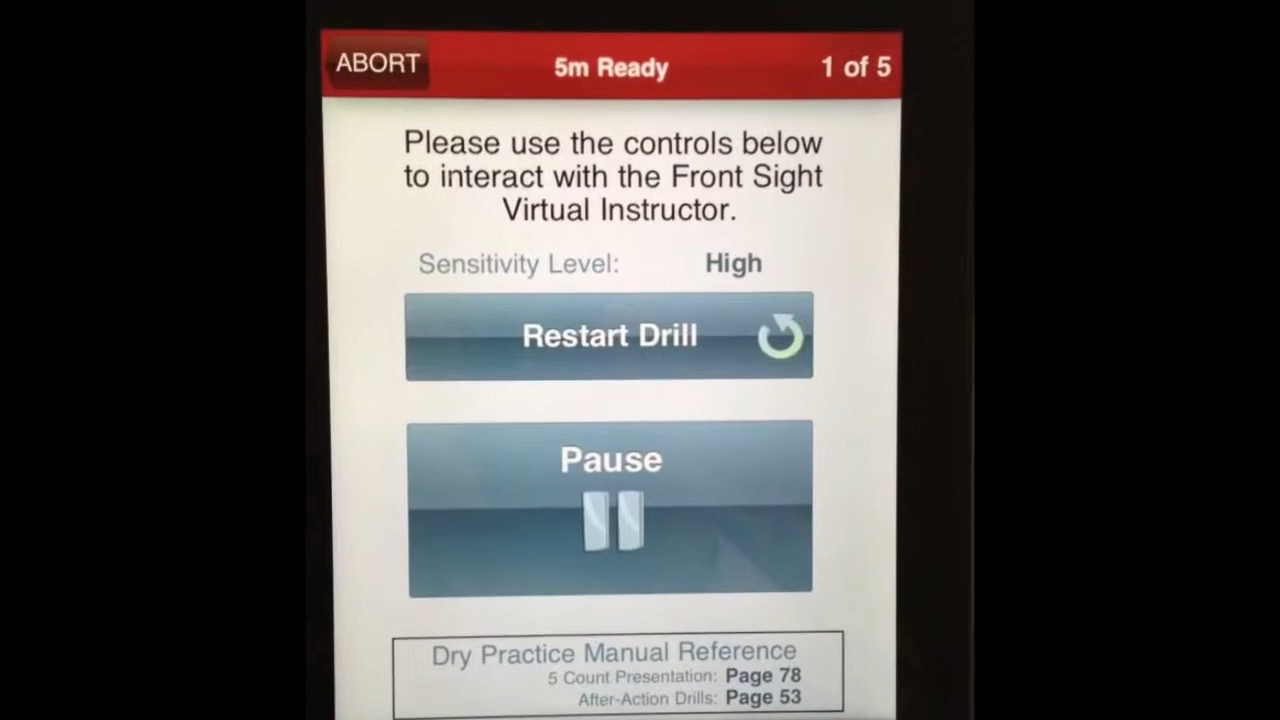 ABORT 5m Ready 1 of 5
Please use the controls below
to interact with the Front Sight
Virtual Instructor.
Sensitivity Level: High
Restart Drill
Pause
Dry Practice Manual Reference
5 Count Presentation: Page 78
After-Action Drills: Page 53